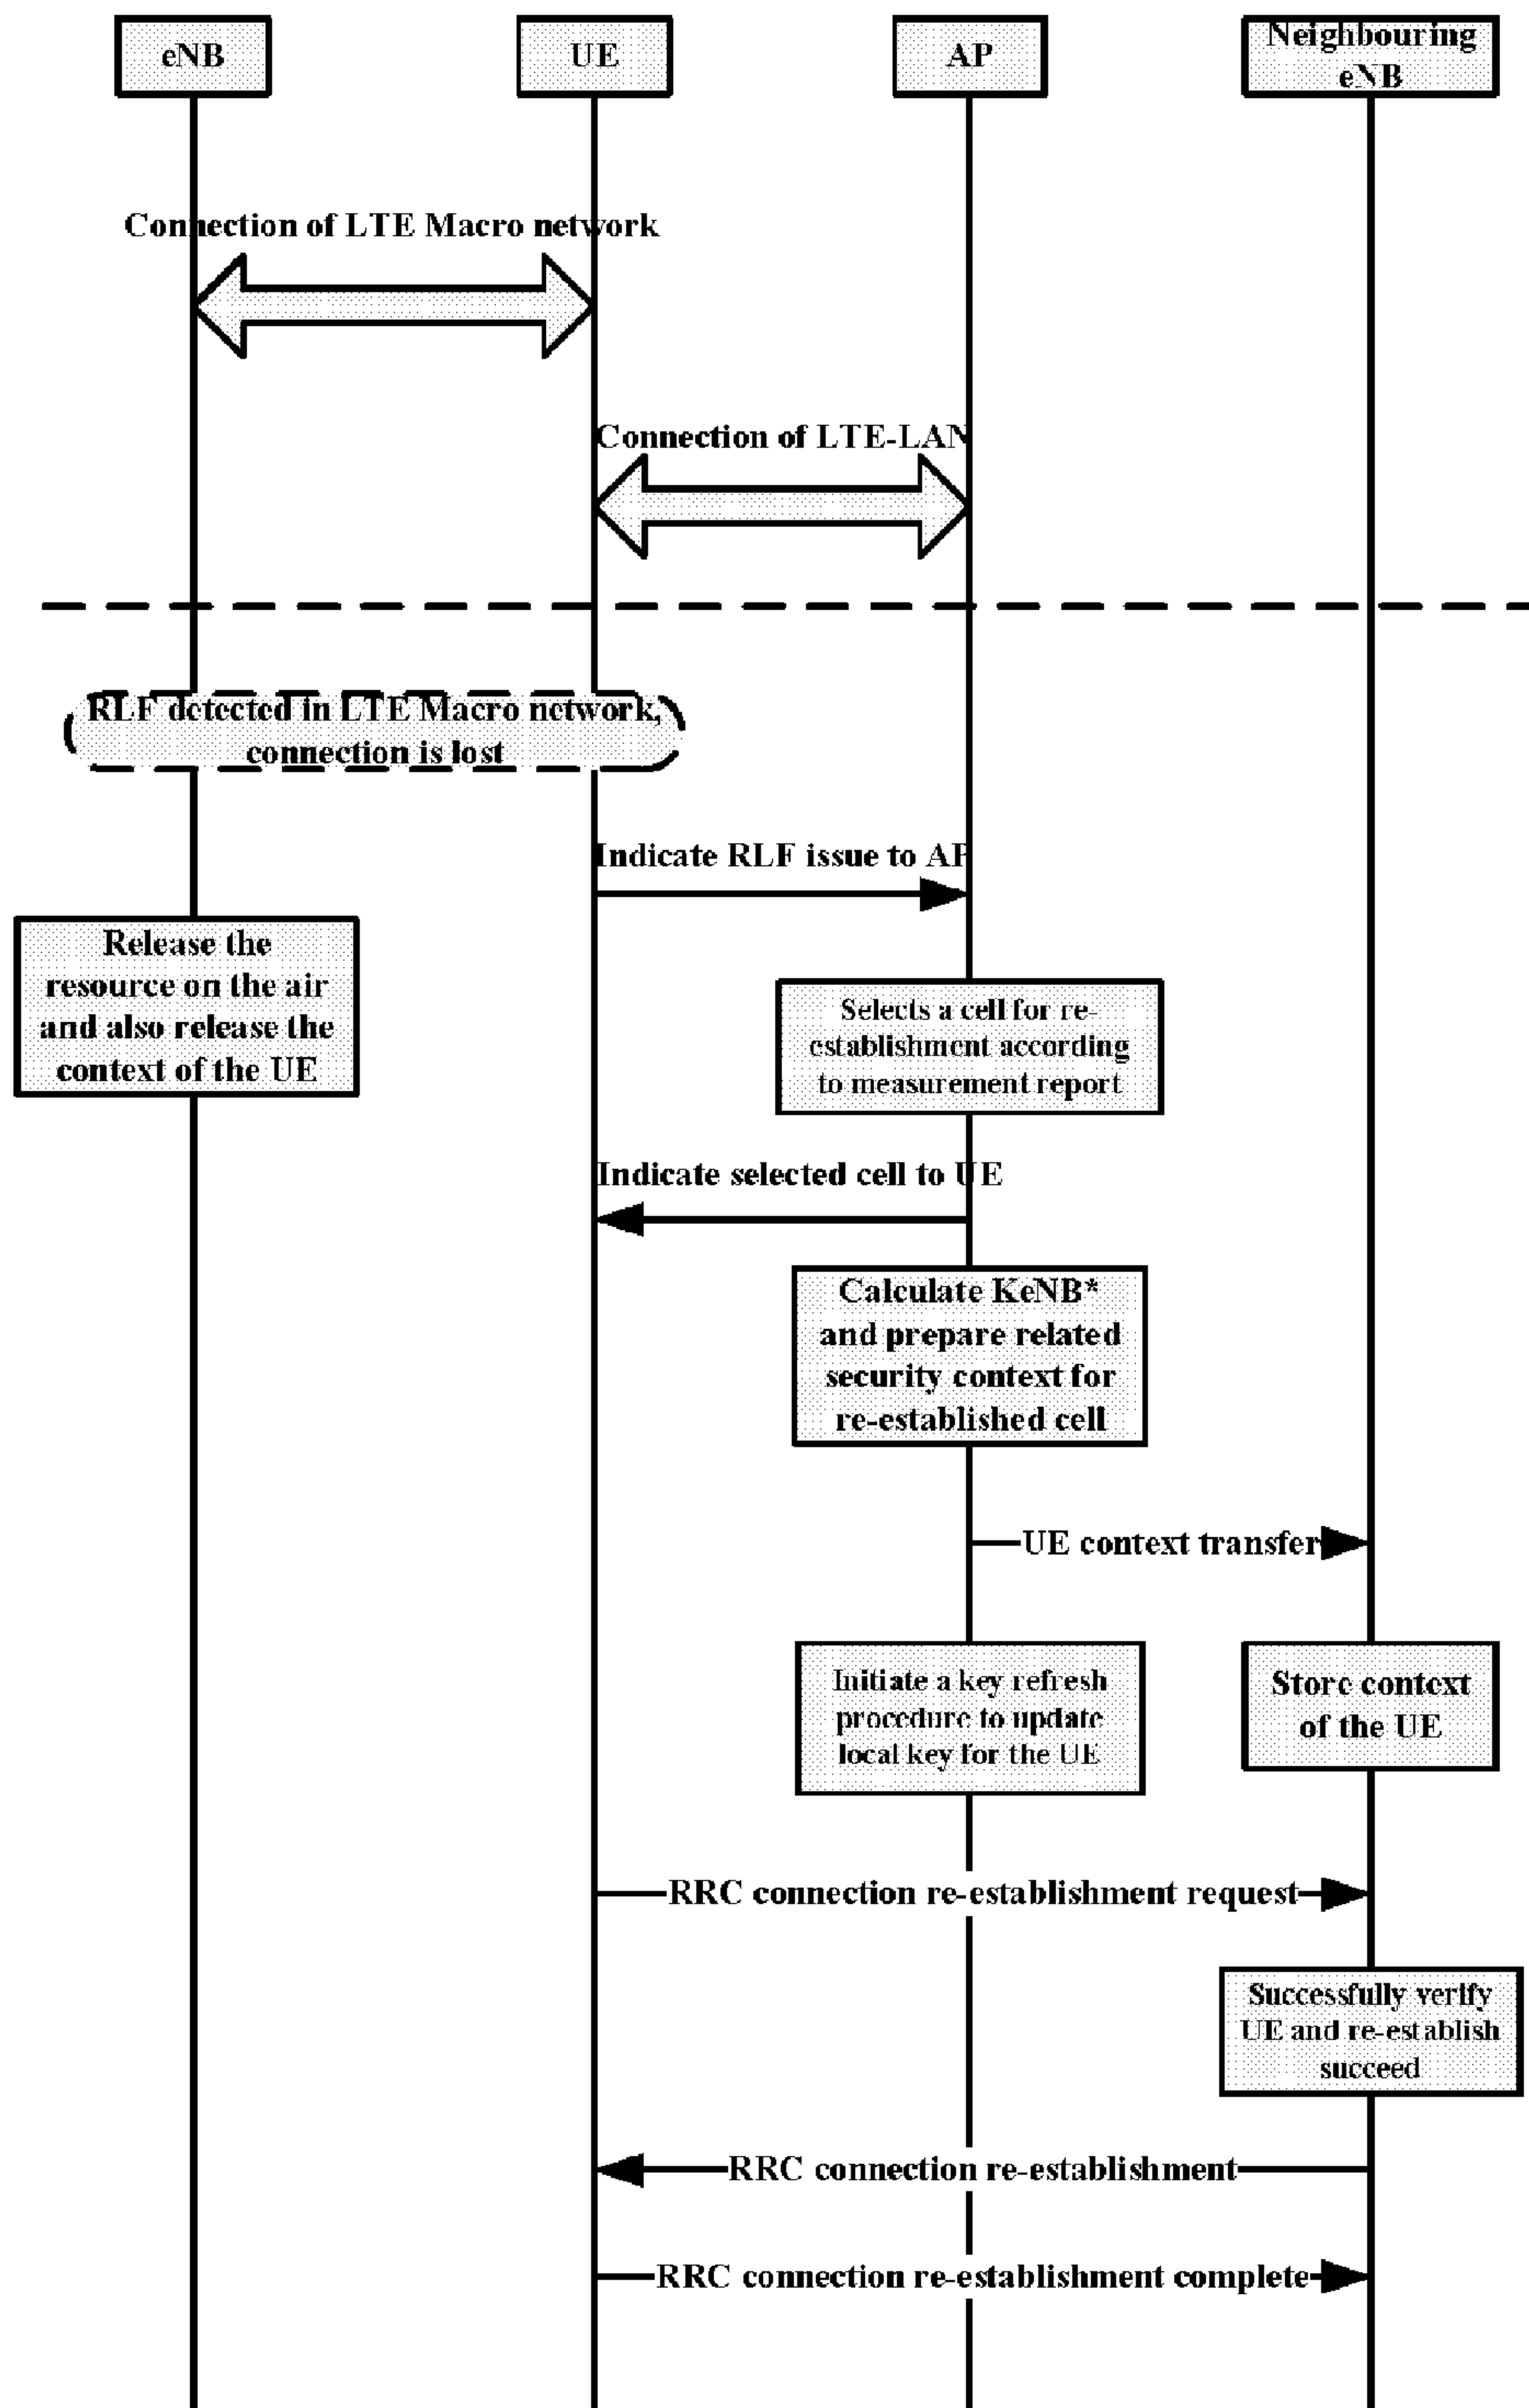 eNB
UE
AP
Neighbouring
eNB
Connection of LTE Macro network
Connection of LTE-LAN
RLF detected in LTE Macro network,
connection is lost
Indicate RLF issue to AP
Release the
resource on the air
and also release the
context of the UE
Selects a cell for re-
establishment according
to measurement report
Indicate selected cell to UE
Calculate KeNB*
and prepare related
security context for
re-established cell
UE context transfer
Initiate a key refresh
procedure to update
local key for the UE
Store context
of the UE
RRC connection re-establishment request
Successfully verify
UE and re-establish
succeed
RRC connection re-establishment
RRC connection re-establishment complete